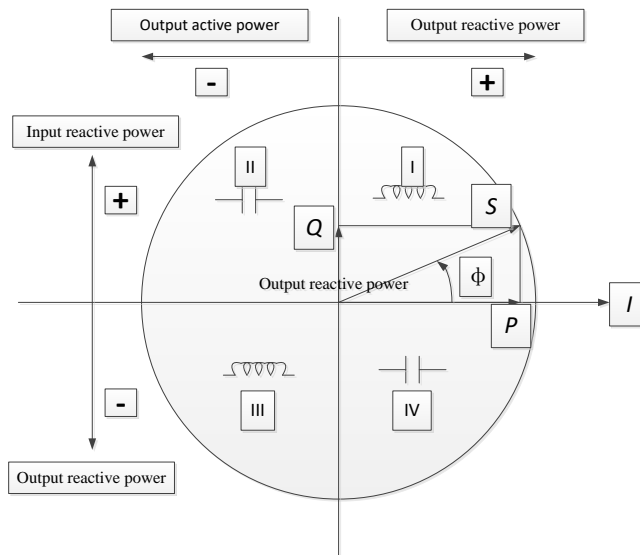 Output active power
Output reactive power
-
+
Input reactive power
II
I
+
Q
S
Output reactive power
ϕ
P
I
-
III
IV
Output reactive power